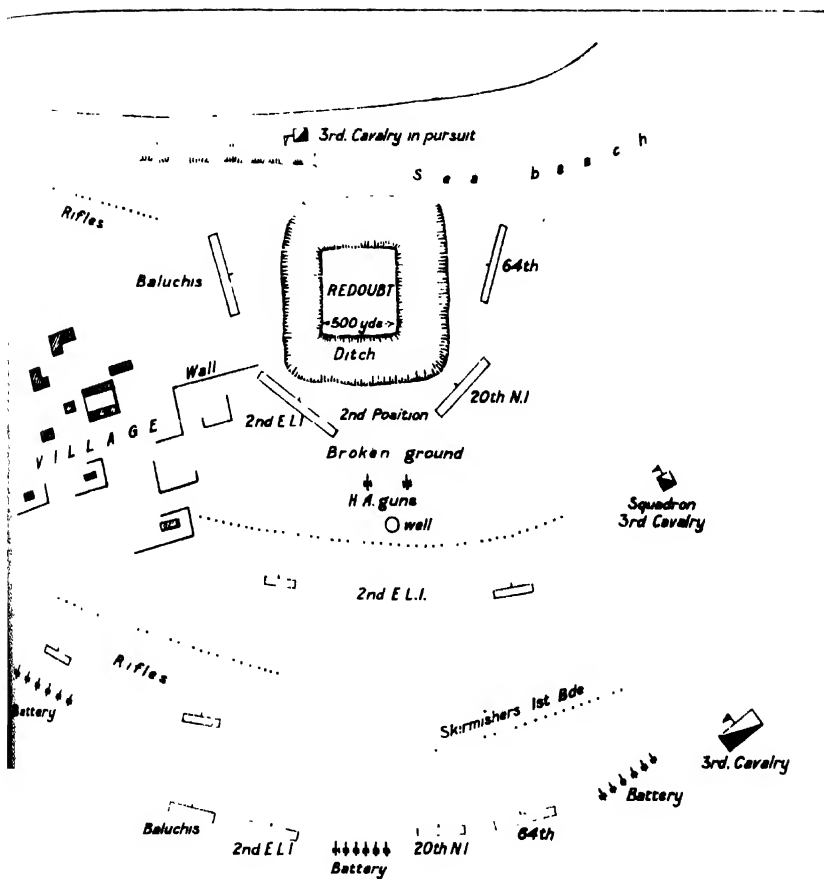 3rd. Cavalry in pursuit
Sea beach
Rifles
Baluchis
64th
REDOUBT
500 yds
Ditch
Wall
2nd E L I
2nd Position
20th N.I
VILLAGE
Broken ground
H A. guns
well
Squadron
3rd Cavalry
2nd E L.I.
Rifles
Battery
Skirmishers 1st Bde
3rd. Cavalry
Battery
Baluchis
2nd E L I
Battery
20th N I
64th